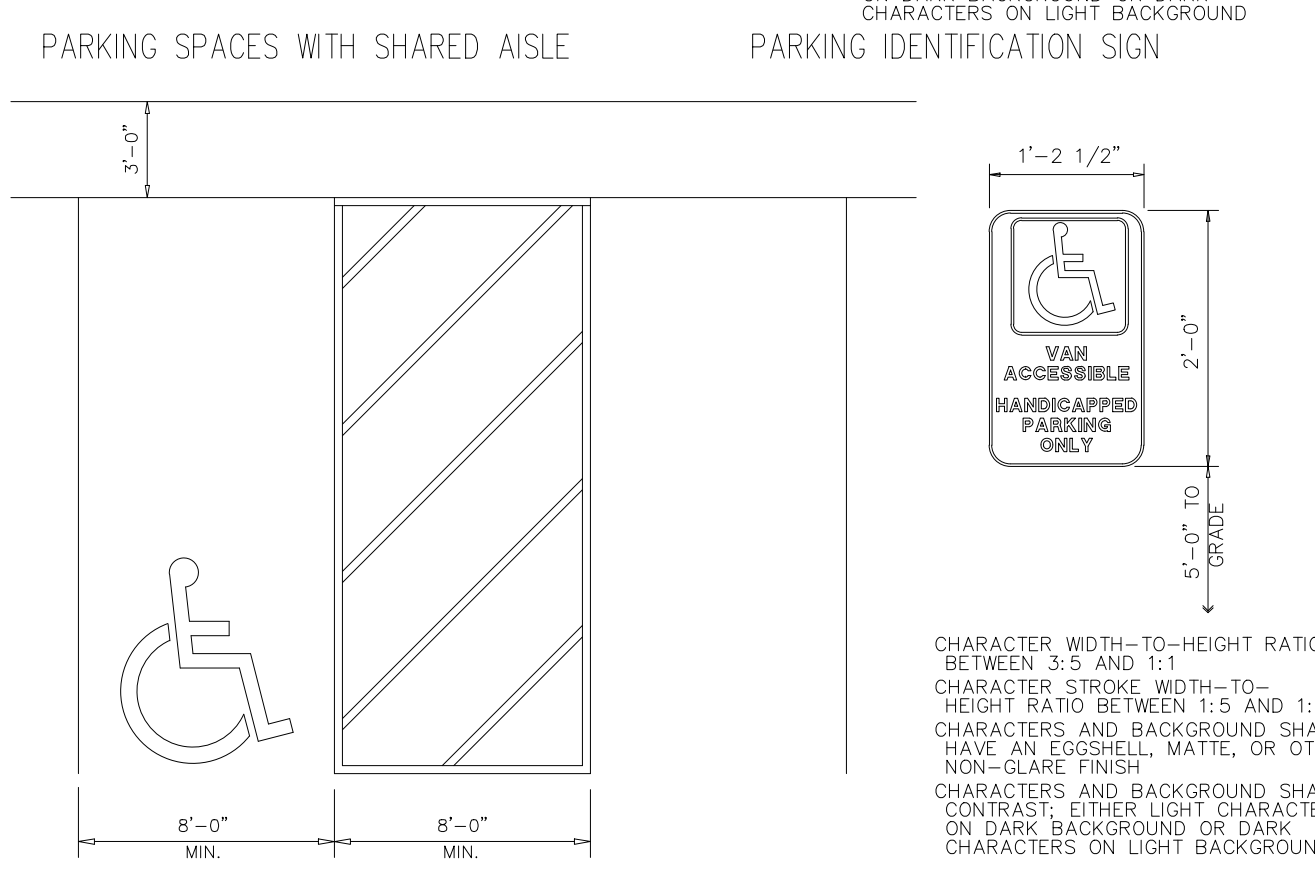 CHARACTERS ON LIGHT BACKGROUND
PARKING SPACES WITH SHARED AISLE
PARKING IDENTIFICATION SIGN
3'-0"
1'-2 1/2"
VAN
ACCESSIBLE
HANDICAPPED
PARKING
ONLY
2'-0"
5'-0" TO
GRADE
CHARACTER WIDTH-TO-HEIGHT RATIO
BETWEEN 3:5 AND 1:1
CHARACTER STROKE WIDTH-TO-
HEIGHT RATIO BETWEEN 1:5 AND 1:
CHARACTERS AND BACKGROUND
HAVE AN EGGSHELL, MATTE, OR
NON-GLARE FINISH
CHARACTERS AND BACKGROUND
CONTRAST; EITHER LIGHT
ON DARK BACKGROUND OR DARK
CHARACTERS ON LIGHT BACKGROUN
8'-0"
MIN.
8'-0"
MIN.